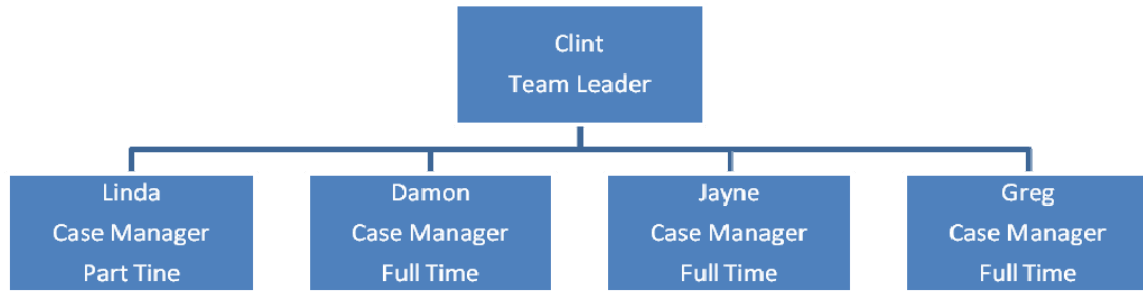 Clint
Team Leader
Linda
Case Manager
Part Tine
Damon
Case Manager
Full Time
Jayne
Case Manager
Full Time
Greg
Case Manager
Full Time